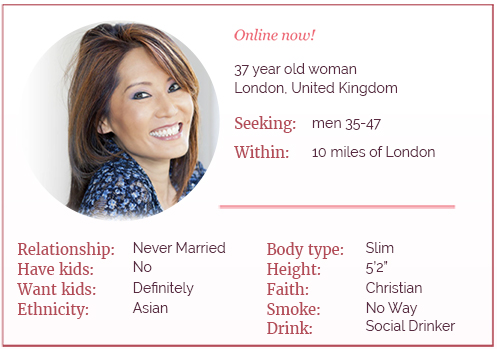 Online now!
37 year old woman
London, United Kingdom
Seeking: men 35-47
Within: 10 miles of London
Relationship: Never Married
Have kids: No
Want kids: Definitely
Ethnicity: Asian
Body type: Slim
Height: 5'2"
Faith: Christian
Smoke: No Way
Drink: Social Drinker